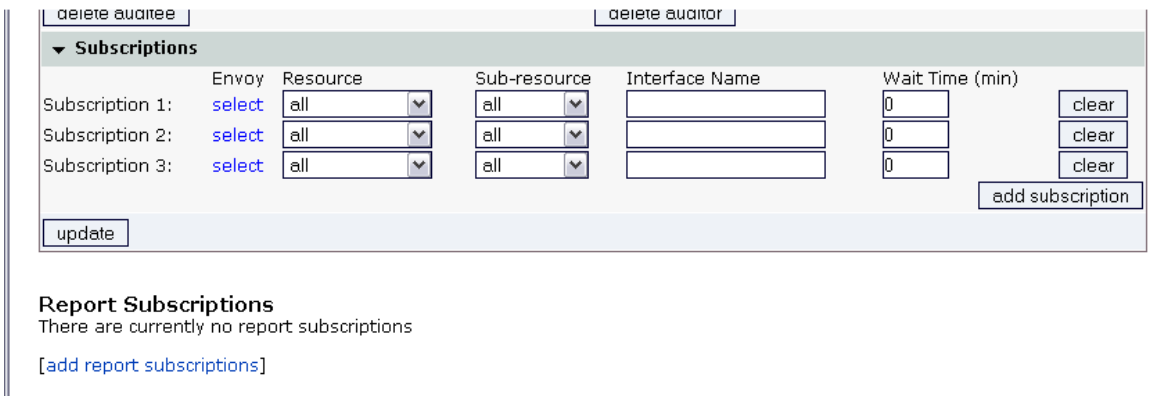 delete auditee delete auditor
Subscriptions
Envoy Resource Sub-resource Interface Name Wait Time (min)
Subscription 1: select all all 0 clear
Subscription 2: select all all 0 clear
Subscription 3: select all all 0 clear
add subscription
update
Report Subscriptions
There are currently no report subscriptions
[add report subscriptions]